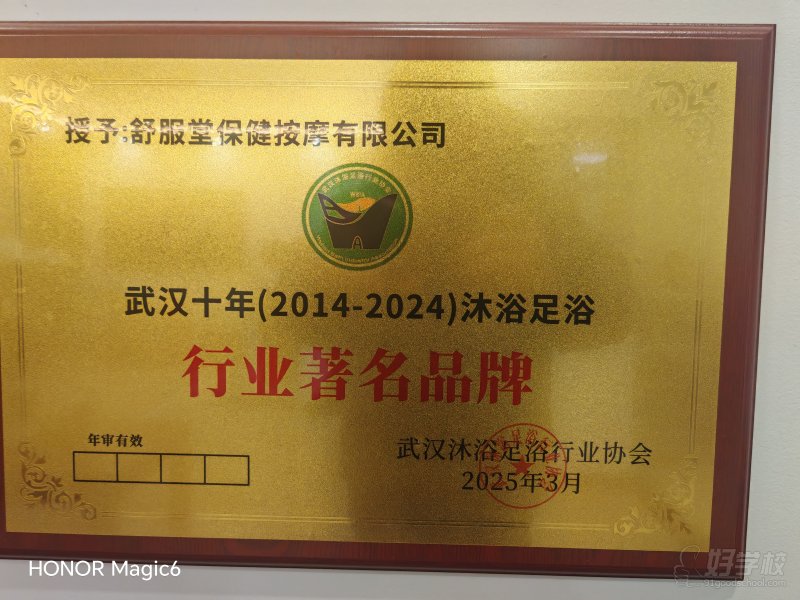 授予:舒服堂保健按摩有限公司
武汉十年(2014-2024)沐浴足浴
行业著名品牌
年审有效
武汉沐浴足浴行业协会
2025年3月
HONOR Magic6
好学校
91goodschool.com